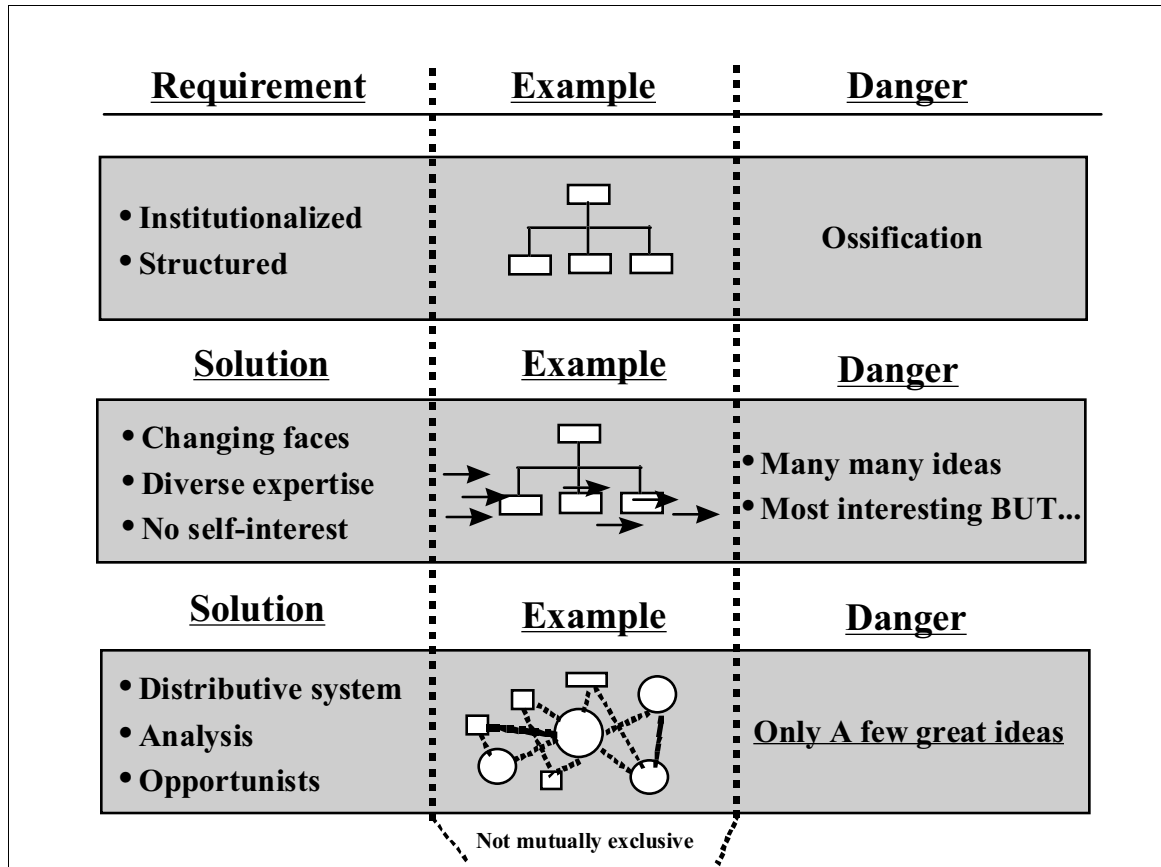 Requirement Example Danger
• Institutionalized
• Structured
Ossification
Solution Example Danger
• Changing faces
• Diverse expertise
• No self-interest
• Many many ideas
• Most interesting BUT...
Solution Example Danger
• Distributive system
• Analysis
• Opportunists
Only A few great ideas
Not mutually exclusive